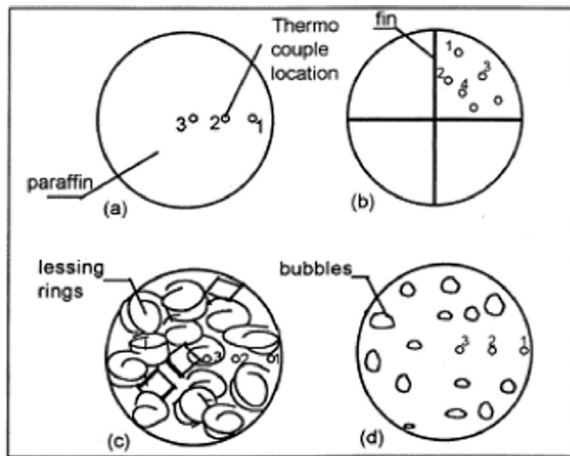 Thermo
couple
location
3 2 1
paraffin
(a)
fin
1
2 3
4
(b)
lessing
rings
1
3 2 1
(c)
bubbles
3 2 1
(d)